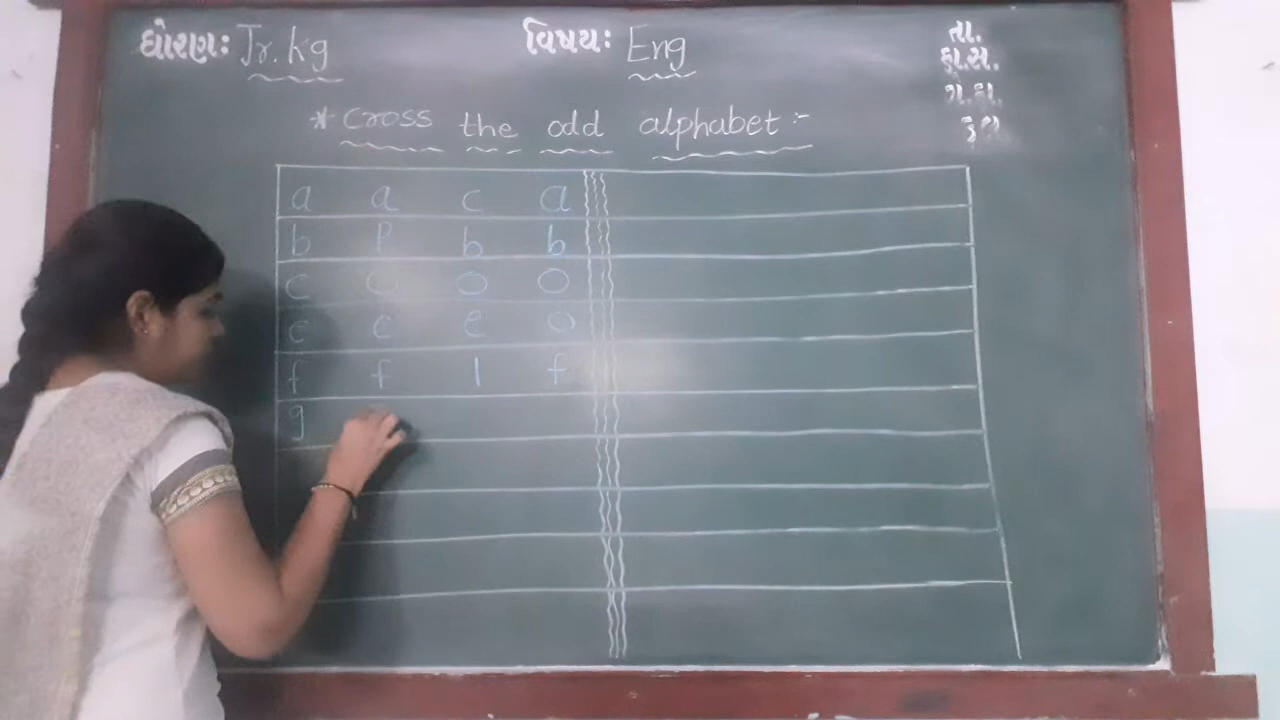 ધોરણ: Jr. kg વિષય: Eng તા.
ફા.સ.
* cross the odd alphabet :-
a a c a
b p b b
c c o o
c c e o
f f l f
g